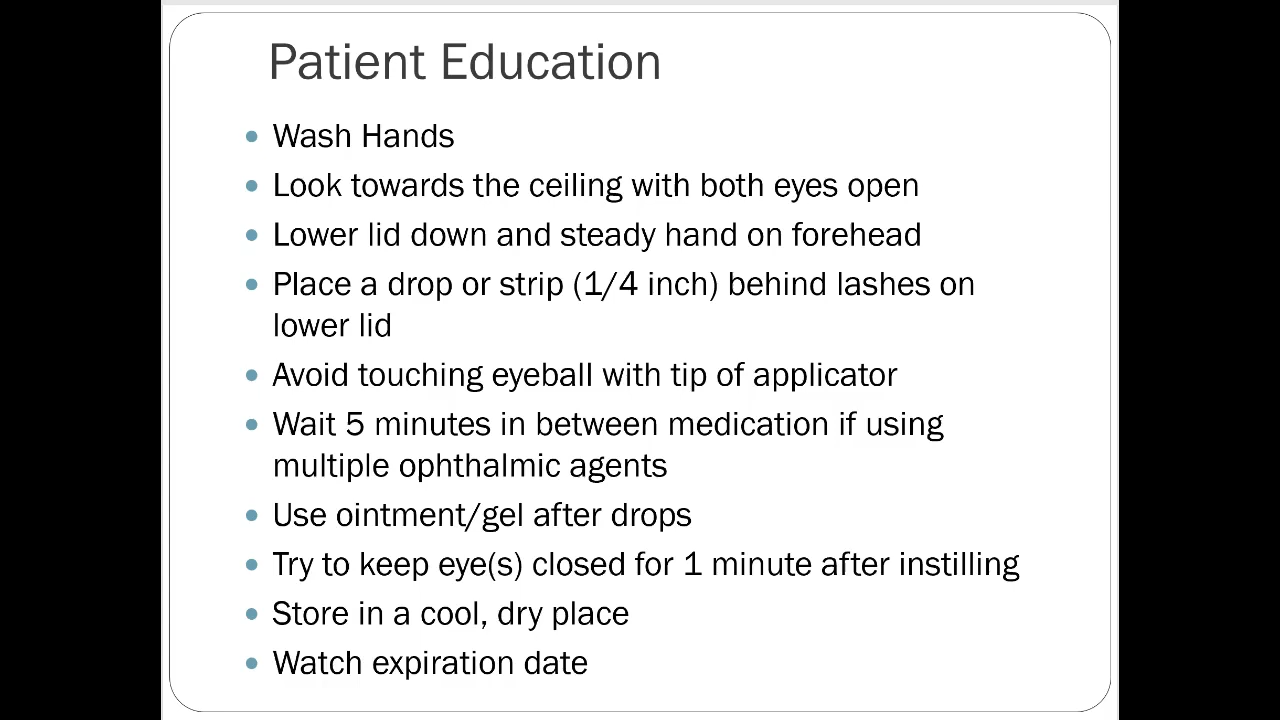 Patient Education
• Wash Hands
• Look towards the ceiling with both eyes open
• Lower lid down and steady hand on forehead
• Place a drop or strip (1/4 inch) behind lashes on
lower lid
• Avoid touching eyeball with tip of applicator
• Wait 5 minutes in between medication if using
multiple ophthalmic agents
• Use ointment/gel after drops
• Try to keep eye(s) closed for 1 minute after instilling
• Store in a cool, dry place
• Watch expiration date